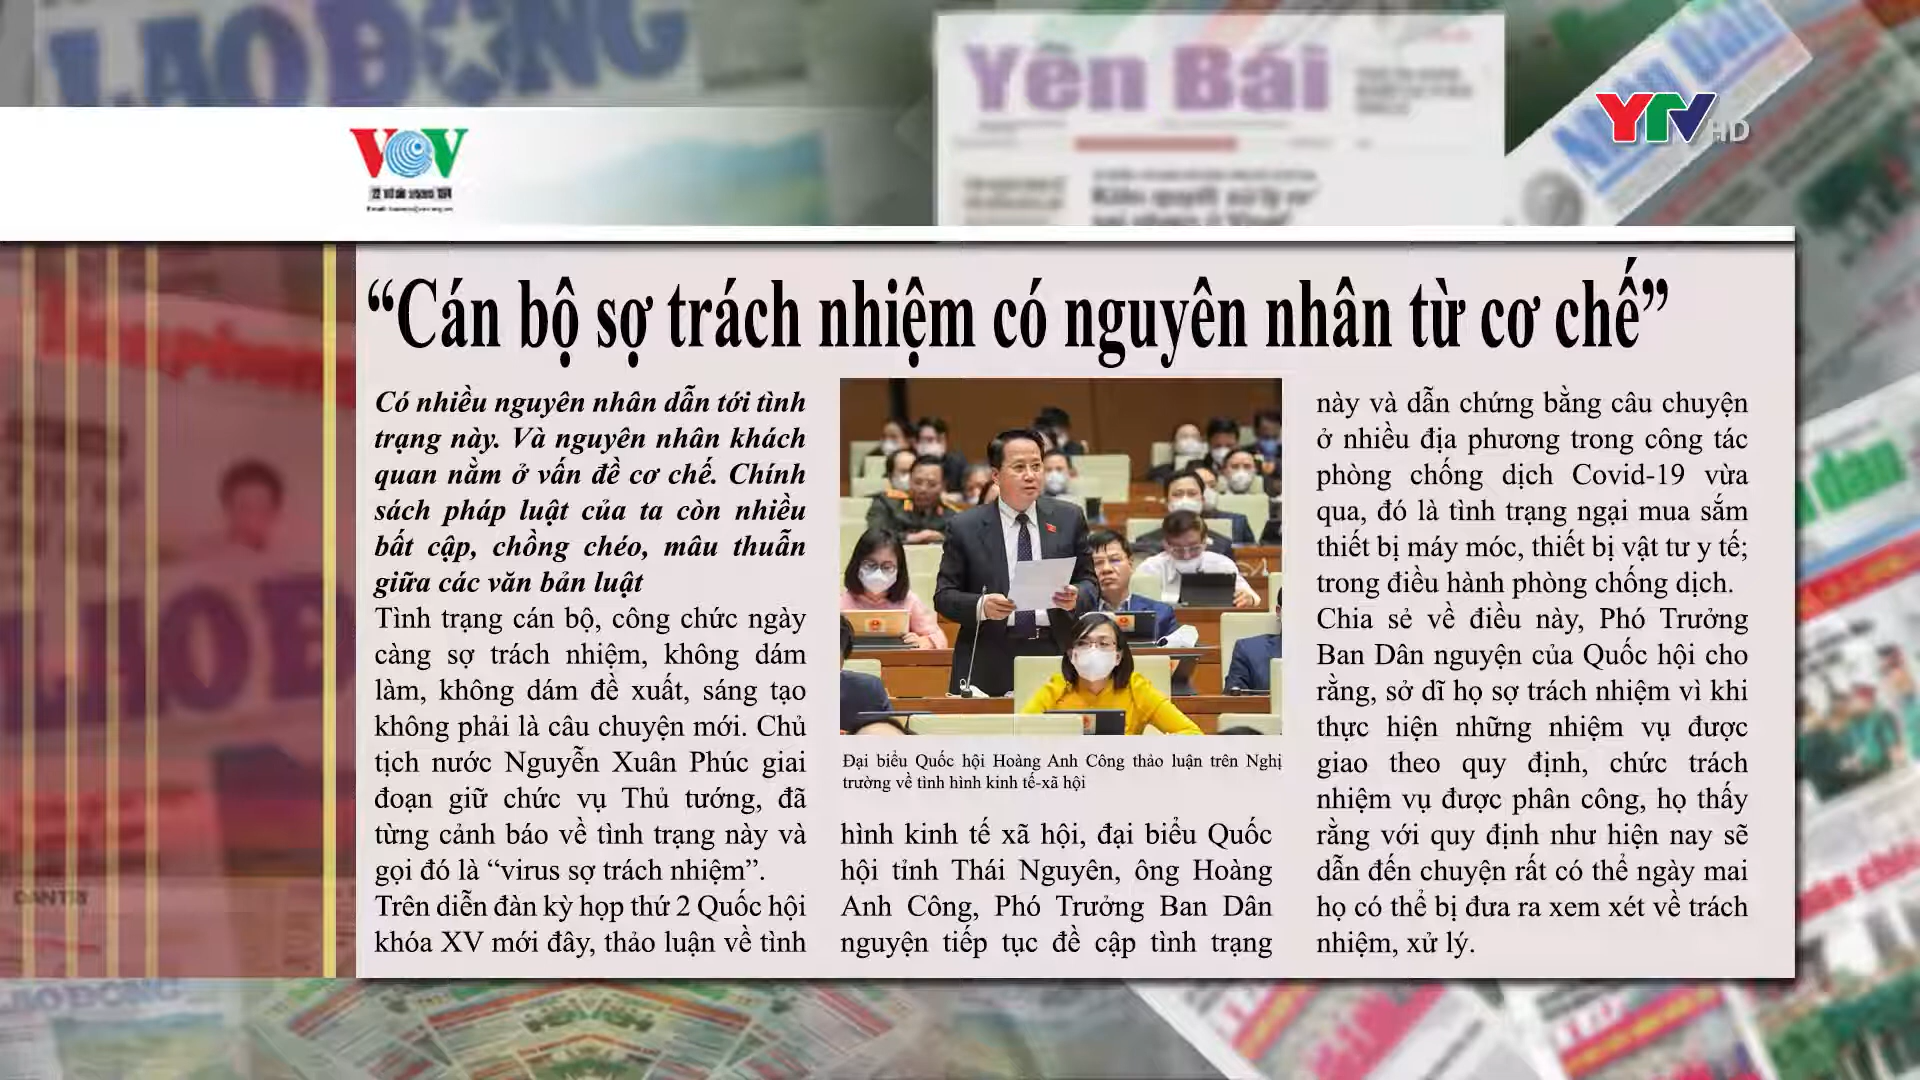 LAO ĐỘNG
Yên Bái
Nhân Dân
YTV HD
VOV
“Cán bộ sợ trách nhiệm có nguyên nhân từ cơ chế”
Có nhiều nguyên nhân dẫn tới tình
trạng này. Và nguyên nhân khách
quan nằm ở vấn đề cơ chế. Chính
sách pháp luật của ta còn nhiều
bất cập, chồng chéo, mâu thuẫn
giữa các văn bản luật
Tình trạng cán bộ, công chức ngày
càng sợ trách nhiệm, không dám
làm, không dám đề xuất, sáng tạo
không phải là câu chuyện mới. Chủ
tịch nước Nguyễn Xuân Phúc giai
đoạn giữ chức vụ Thủ tướng, đã
từng cảnh báo về tình trạng này và
gọi đó là “virus sợ trách nhiệm”.
Trên diễn đàn kỳ họp thứ 2 Quốc hội
khóa XV mới đây, thảo luận về tình
Đại biểu Quốc hội Hoàng Anh Công thảo luận trên Nghị
trường về tình hình kinh tế-xã hội
hình kinh tế xã hội, đại biểu Quốc
hội tỉnh Thái Nguyên, ông Hoàng
Anh Công, Phó Trưởng Ban Dân
nguyện tiếp tục đề cập tình trạng
này và dẫn chứng bằng câu chuyện
ở nhiều địa phương trong công tác
phòng chống dịch Covid-19 vừa
qua, đó là tình trạng ngại mua sắm
thiết bị máy móc, thiết bị vật tư y tế;
trong điều hành phòng chống dịch.
Chia sẻ về điều này, Phó Trưởng
Ban Dân nguyện của Quốc hội cho
rằng, sở dĩ họ sợ trách nhiệm vì khi
thực hiện những nhiệm vụ được
giao theo quy định, chức trách
nhiệm vụ được phân công, họ thấy
rằng với quy định như hiện nay sẽ
dẫn đến chuyện rất có thể ngày mai
họ có thể bị đưa ra xem xét về trách
nhiệm, xử lý.
LAO ĐỘNG
DANTRI
LAO ĐỘNG